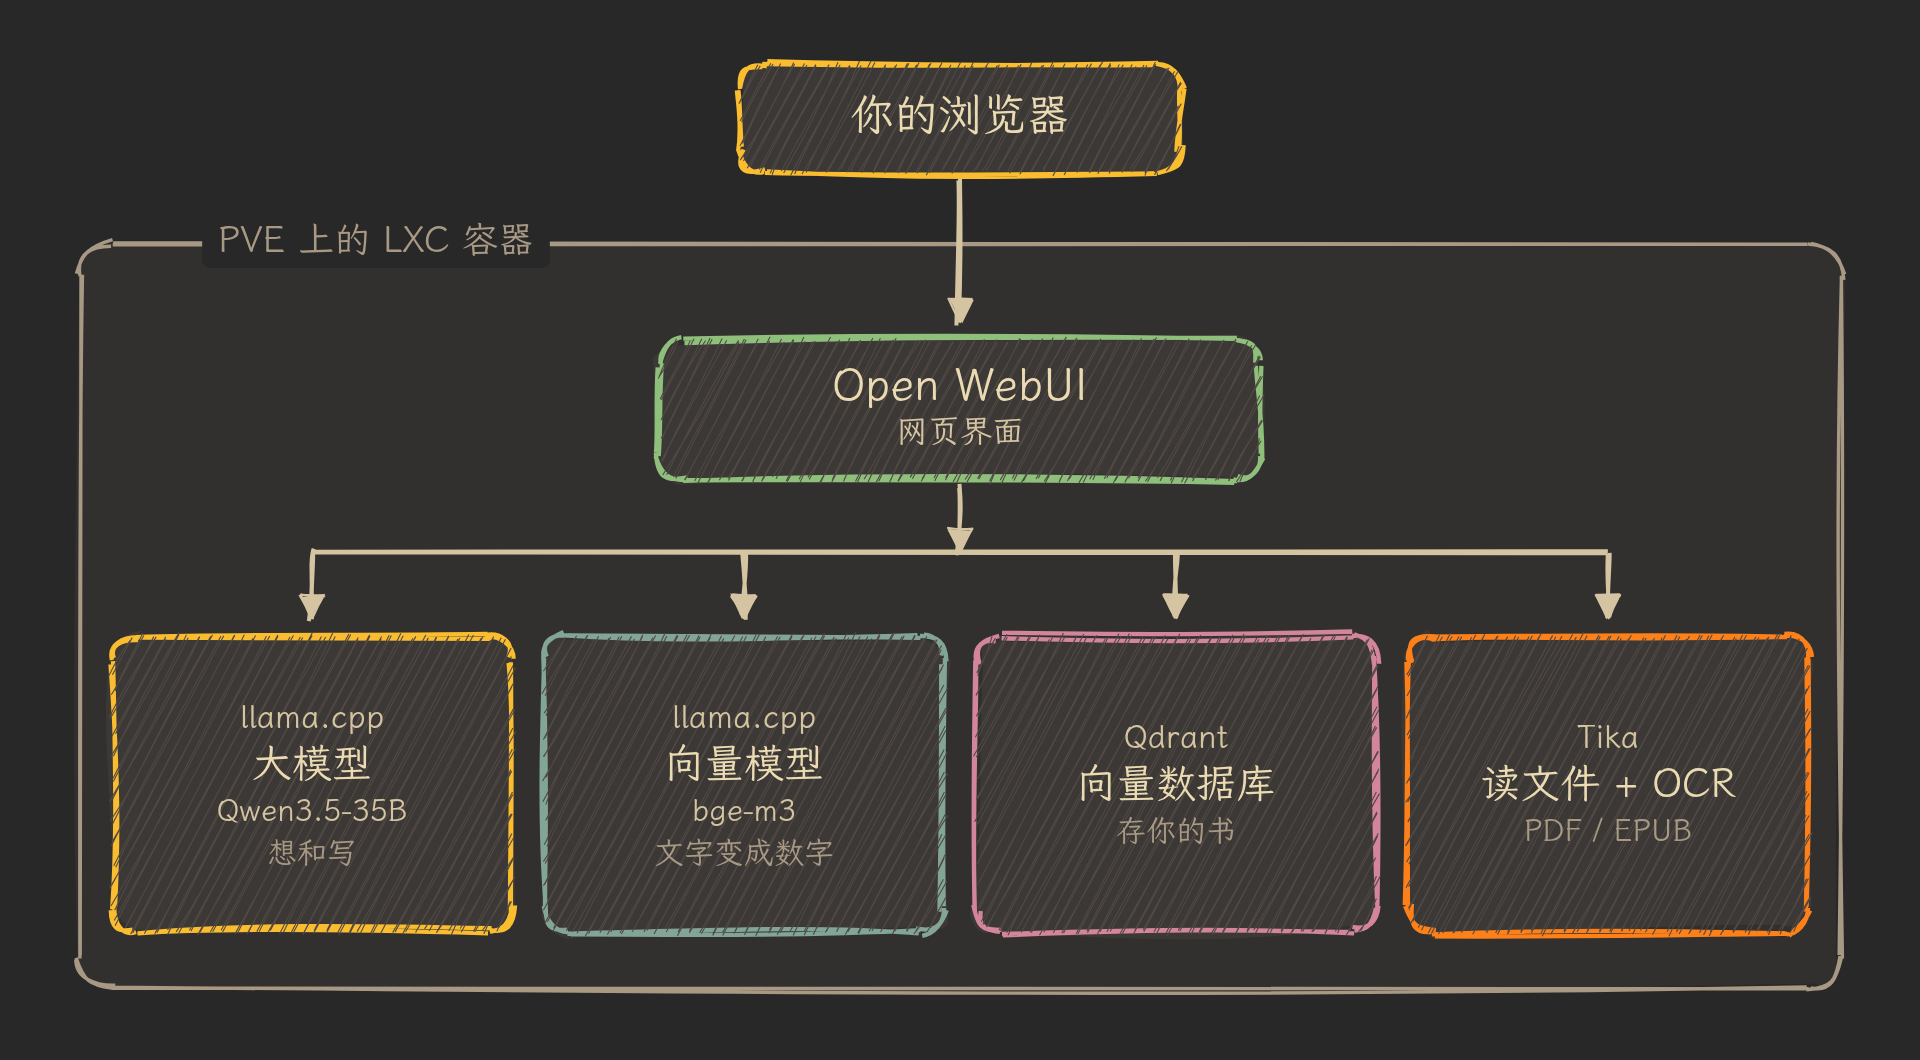 你的浏览器
PVE 上的 LXC 容器
Open WebUI
网页界面
llama.cpp
大模型
Qwen3.5-35B
想和写
llama.cpp
向量模型
bge-m3
文字变成数字
Qdrant
向量数据库
存你的书
Tika
读文件 + OCR
PDF / EPUB